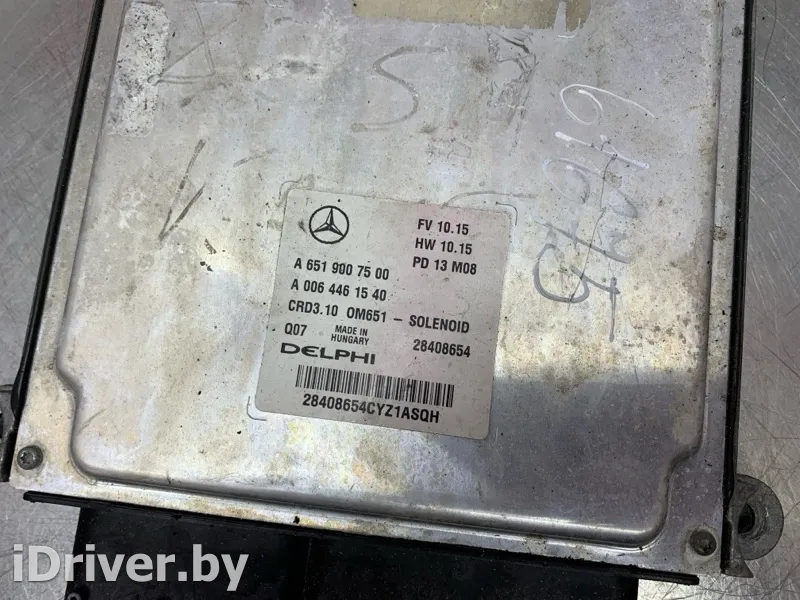 FV 10.15
HW 10.15
PD 13 M08
A 651 900 75 00
A 006 446 15 40
CRD3.10 OM651 - SOLENOID
Q07 MADE IN HUNGARY 28408654
DELPHI
28408654CYZ1ASQH
iDriver.by